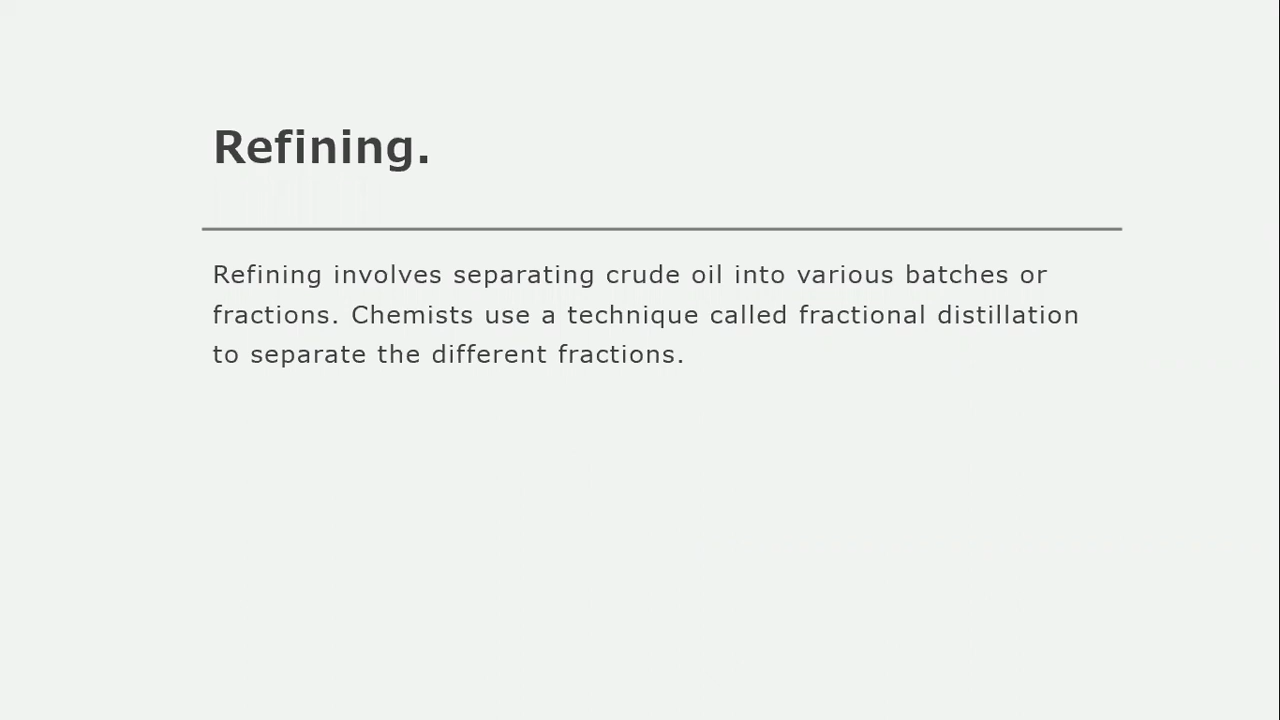 Refining.
Refining involves separating crude oil into various batches or
fractions. Chemists use a technique called fractional distillation
to separate the different fractions.